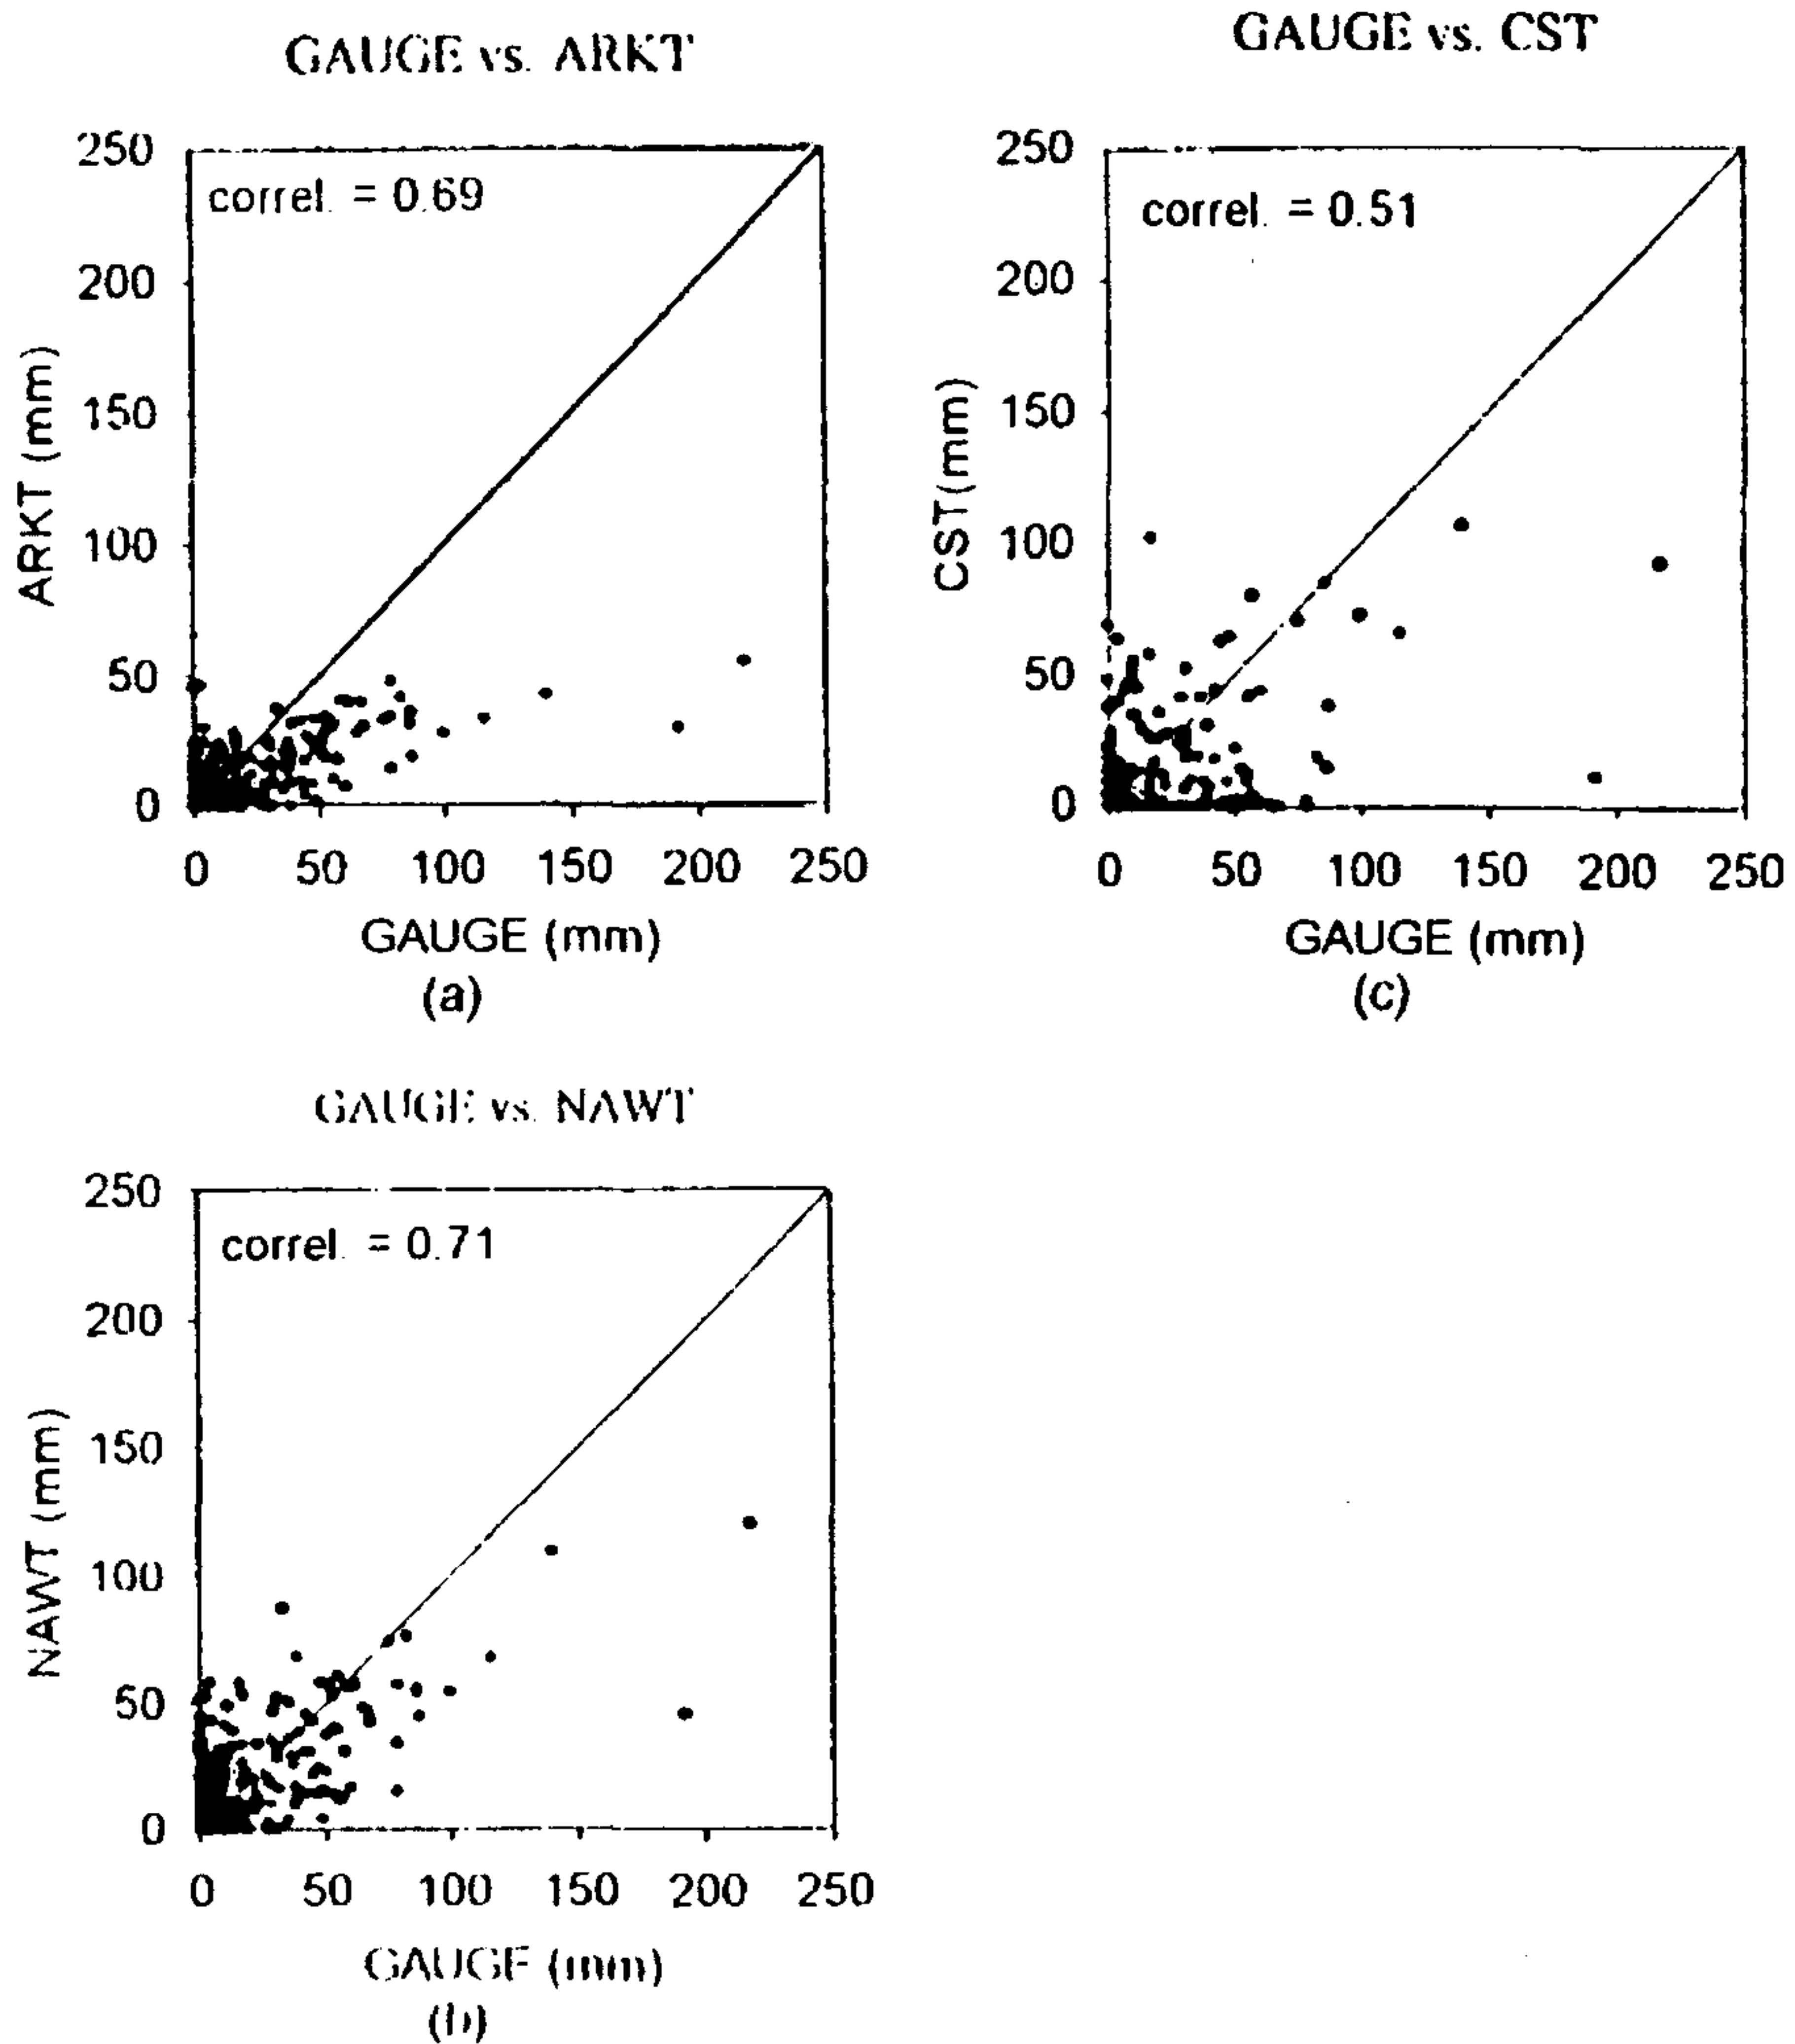 GAUGE vs. ARKT
250
correl. = 0.69
200
150
100
50
0
ARKT (mm)
0 50 100 150 200 250
GAUGE (mm)
(a)
GAUGE vs. CST
250
correl. = 0.51
200
150
100
50
0
CST(mm)
0 50 100 150 200 250
GAUGE (mm)
(c)
GAUGE vs. NAWT
250
correl. = 0.71
200
150
100
50
0
NAWT (mm)
0 50 100 150 200 250
GAUGE (mm)
(b)